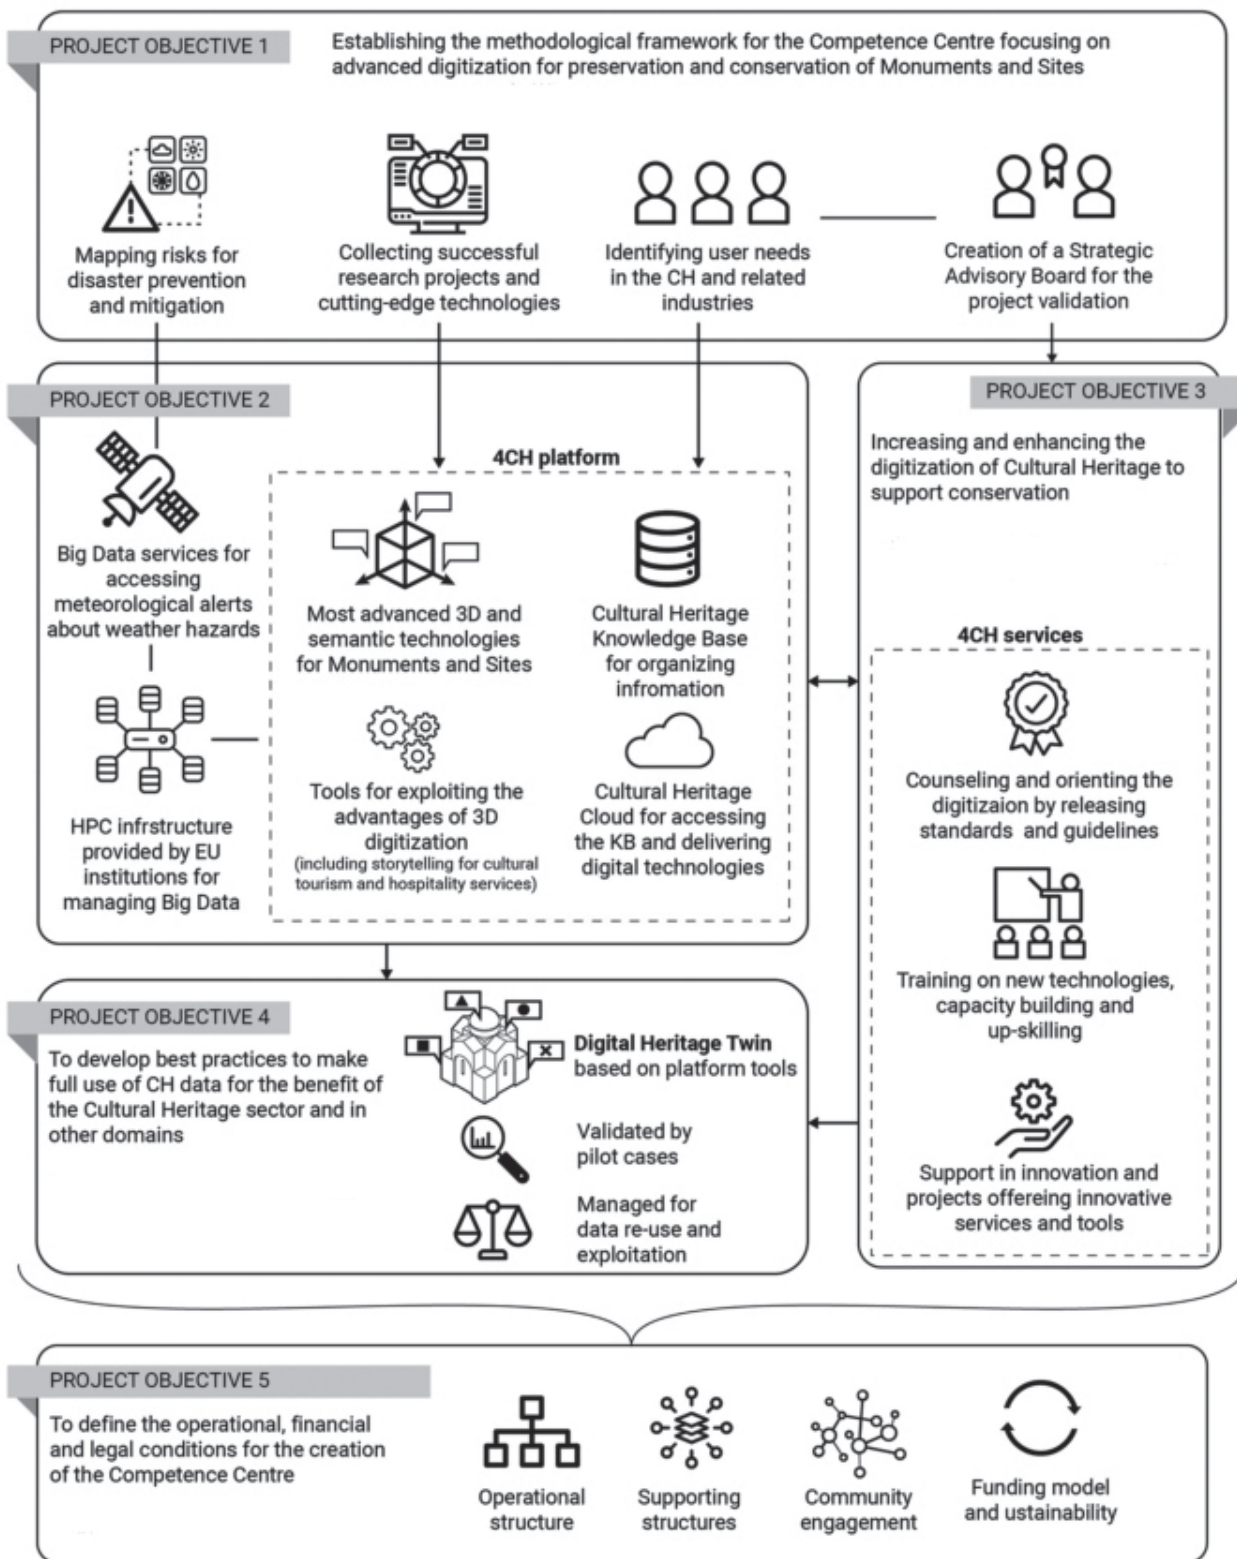 PROJECT OBJECTIVE 1
Establishing the methodological framework for the Competence Centre focusing on
advanced digitization for preservation and conservation of Monuments and Sites
Mapping risks for
disaster prevention
and mitigation
Collecting successful
research projects and
cutting-edge technologies
Identifying user needs
in the CH and related
industries
Creation of a Strategic
Advisory Board for the
project validation
PROJECT OBJECTIVE 2
Big Data services for
accessing
meteorological alerts
about weather hazards
HPC infrstructure
provided by EU
institutions for
managing Big Data
4CH platform
Most advanced 3D and
semantic technologies
for Monuments and Sites
Cultural Heritage
Knowledge Base
for organizing
infromation
Tools for exploiting the
advantages of 3D
digitization
(including storytelling for cultural
tourism and hospitality services)
Cultural Heritage
Cloud for accessing
the KB and delivering
digital technologies
PROJECT OBJECTIVE 3
Increasing and enhancing the
digitization of Cultural Heritage to
support conservation
4CH services
Counseling and orienting the
digitizaion by releasing
standards and guidelines
Training on new technologies,
capacity building and
up-skilling
Support in innovation and
projects offereing innovative
services and tools
PROJECT OBJECTIVE 4
To develop best practices to make
full use of CH data for the benefit of
the Cultural Heritage sector and in
other domains
Digital Heritage Twin
based on platform tools
Validated by
pilot cases
Managed for
data re-use and
exploitation
PROJECT OBJECTIVE 5
To define the operational, financial
and legal conditions for the creation
of the Competence Centre
Operational
structure
Supporting
structures
Community
engagement
Funding model
and ustainability